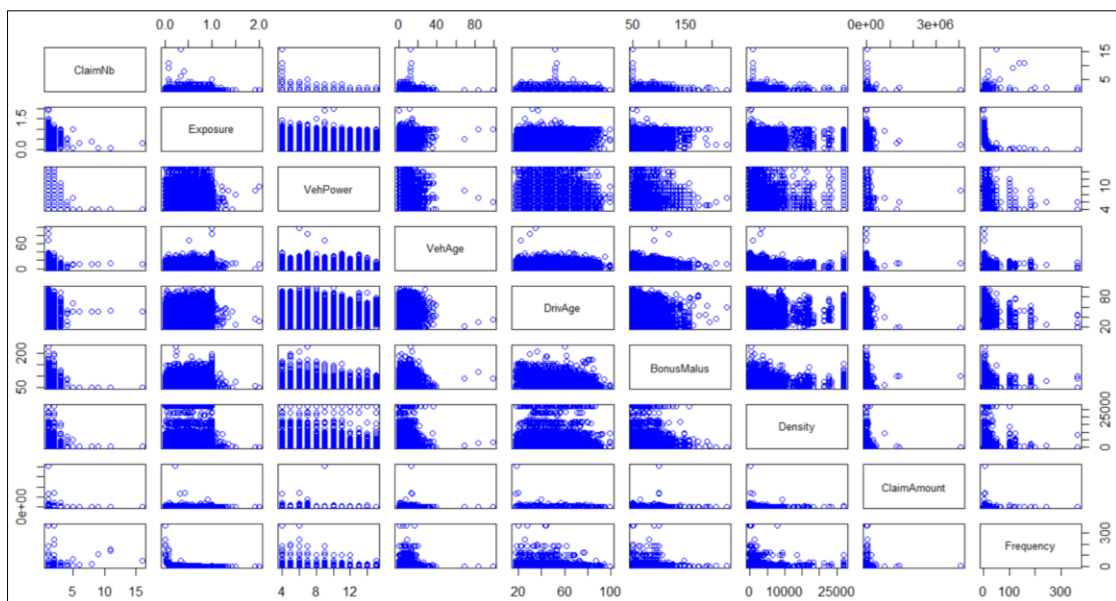 0.0 1.0 2.0 0 40 80 50 150 0e+00 3e+06
ClaimNb
5 15
0.0 1.5
Exposure
VehPower
4 10
0 60
VehAge
DrivAge
20 80
50 200
BonusMalus
Density
0 25000
0e+00
ClaimAmount
Frequency
0 300
5 10 15 4 8 12 20 60 100 0 10000 25000 0 100 300